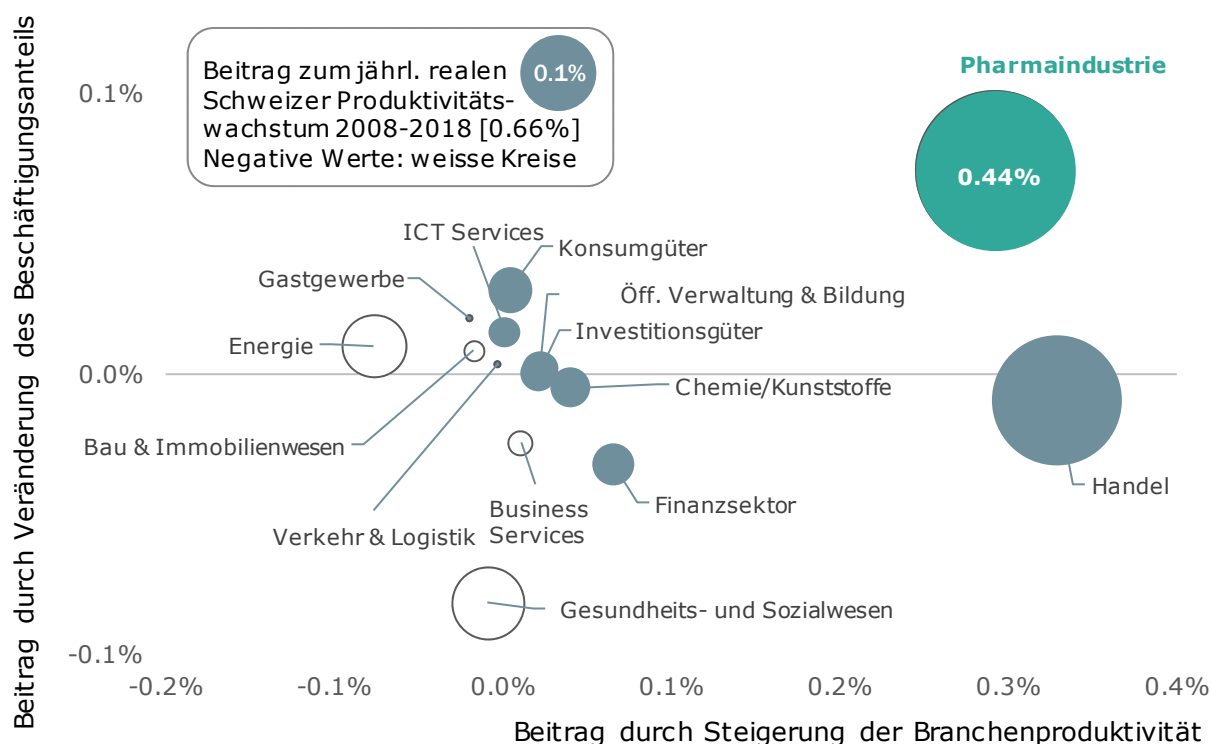 Beitrag durch Veränderung des Beschäftigungsanteils
Beitrag zum jährl. realen
Schweizer Produktivitäts-
wachstum 2008-2018 [0.66%]
Negative Werte: weisse Kreise
0.1%
Pharmaindustrie
0.44%
0.1%
ICT Services
Konsumgüter
Gastgewerbe
Öff. Verwaltung & Bildung
Energie
Investitionsgüter
0.0%
Chemie/Kunststoffe
Bau & Immobilienwesen
Handel
Finanzsektor
Business
Services
Verkehr & Logistik
Gesundheits- und Sozialwesen
-0.1%
-0.2%
-0.1%
0.0%
0.1%
0.2%
0.3%
0.4%
Beitrag durch Steigerung der Branchenproduktivität